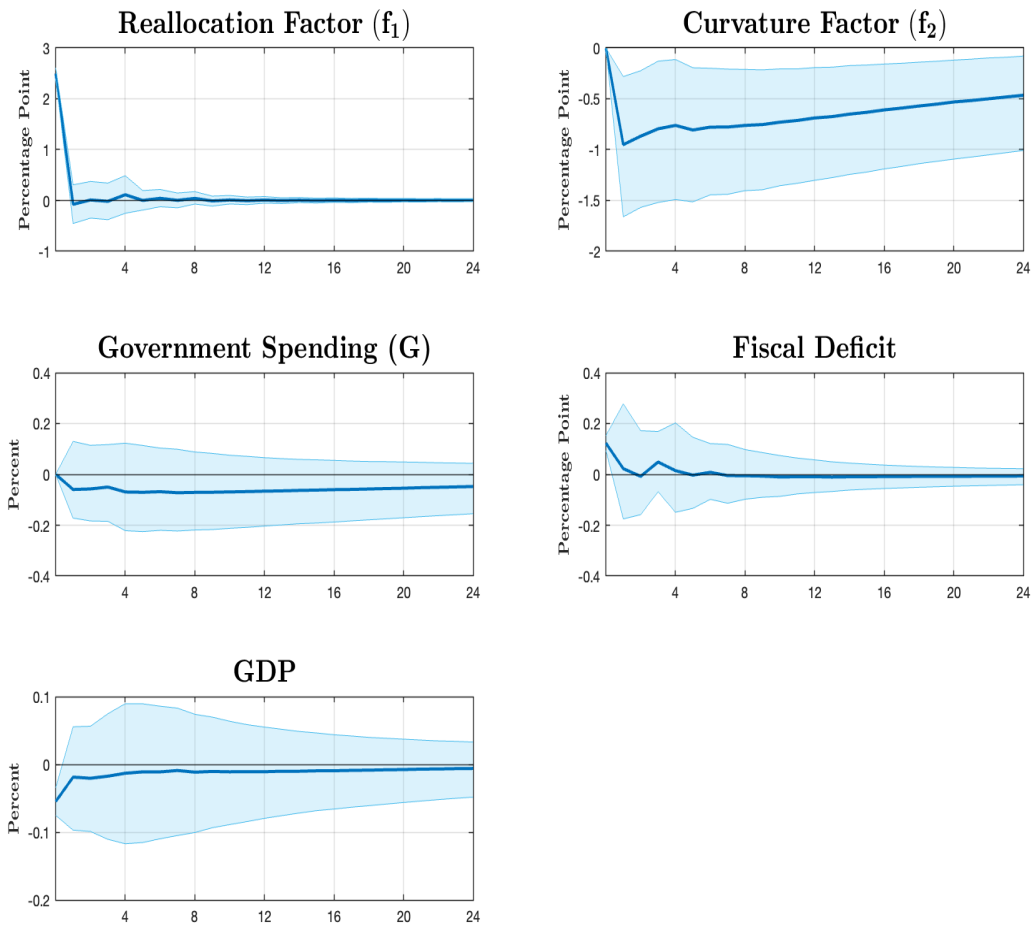 Reallocation Factor (f₁)
Percentage Point
3
2
1
0
-1
4 8 12 16 20 24
Curvature Factor (f₂)
Percentage Point
0
-0.5
-1
-1.5
-2
4 8 12 16 20 24
Government Spending (G)
Percent
0.4
0.2
0
-0.2
-0.4
4 8 12 16 20 24
Fiscal Deficit
Percentage Point
0.4
0.2
0
-0.2
-0.4
4 8 12 16 20 24
GDP
Percent
0.1
0
-0.1
-0.2
4 8 12 16 20 24